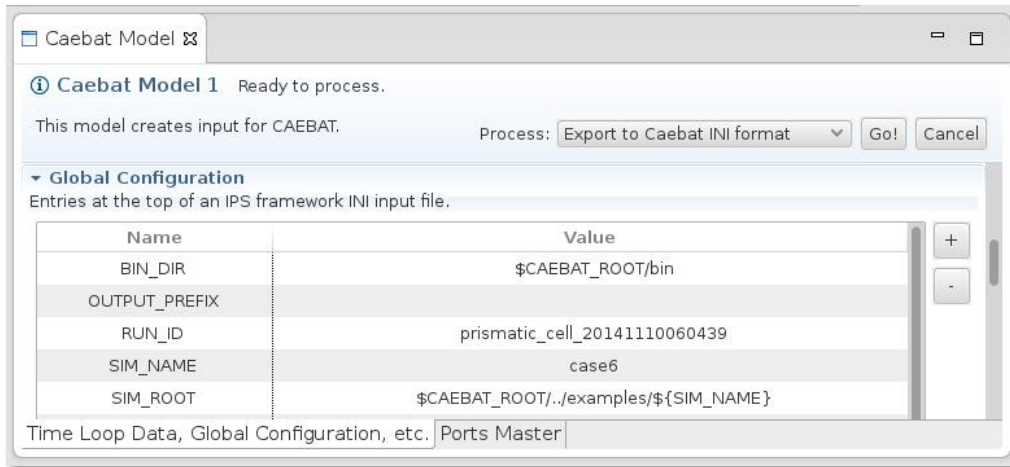 Caebat Model
Caebat Model 1 Ready to process.
This model creates input for CAEBAT.
Process: Export to Caebat INI format Go! Cancel
Global Configuration
Entries at the top of an IPS framework INI input file.
Name Value
BIN_DIR $CAEBAT_ROOT/bin
+
OUTPUT_PREFIX
-
RUN_ID prismatic_cell_20141110060439
SIM_NAME case6
SIM_ROOT $CAEBAT_ROOT/../examples/${SIM_NAME}
Time Loop Data, Global Configuration, etc. Ports Master